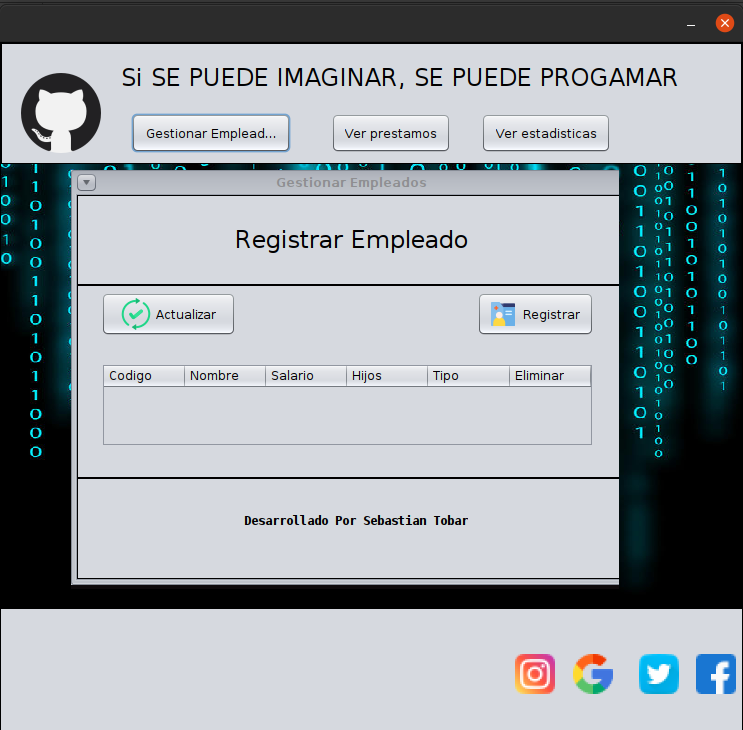 Si SE PUEDE IMAGINAR, SE PUEDE PROGAMAR
Gestionar Emplead...
Ver prestamos
Ver estadisticas
Gestionar Empleados
Registrar Empleado
Actualizar
Registrar
Codigo Nombre Salario Hijos Tipo Eliminar
Desarrollado Por Sebastian Tobar